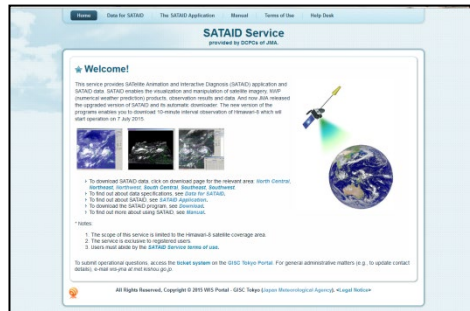 Home Data for SATAID The SATAID Application Manual Terms of Use Help Desk
SATAID Service
provided by DCPCs of JMA.
Welcome!
This service provides SATellite Animation and Interactive Diagnosis (SATAID) application and
SATAID data. SATAID enables the visualization and manipulation of satellite imagery, NWP
(numerical weather prediction) products, observation results and data. And now JMA released
the upgraded version of SATAID and its automatic downloader. The new version of the
programs enables you to download 10-minute interval observation of Himawari-8 which will
start operation on 7 July 2015.
To download SATAID data, click on download page for the relevant area: North Central,
Northeast, Northwest, South Central, Southeast, Southwest
To find out about data specifications, see Data for SATAID.
To find out about SATAID, see SATAID Application.
To download the SATAID program, see Download.
To find out more about using SATAID, see Manual.
* Notes:
1. The scope of this service is limited to the Himawari-8 satellite coverage area
2. The service is exclusive to registered users
3. Users must abide by the SATAID Service terms of use.
To submit operational questions, access the ticket system on the GISC Tokyo Portal. For general administrative matters (e.g., to update contact
details), e-mail wis-jma at met.kishou.go.jp
All Rights Reserved, Copyright © 2015 WIS Portal - GISC Tokyo (Japan Meteorological Agency). <Legal Notice>